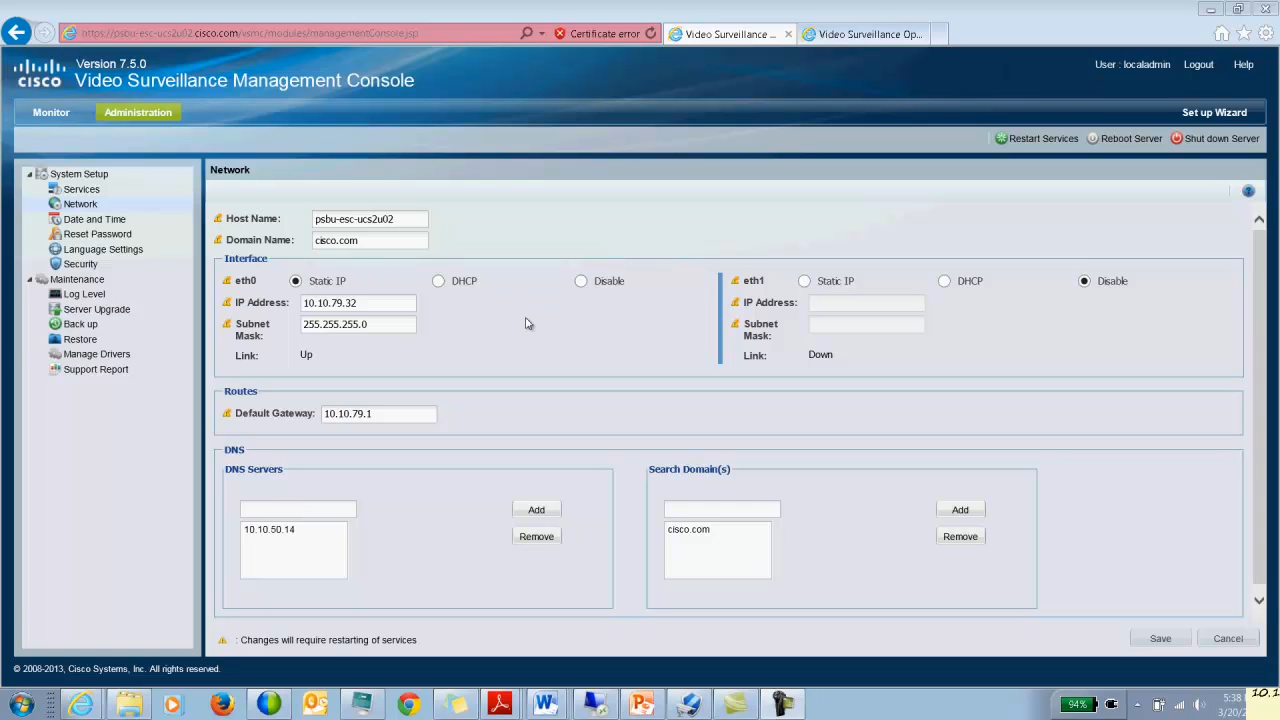 https://psbu-esc-ucs2u02.cisco.com/vsmc/modules/managementConsole.jsp
Certificate error
Video Surveillance ...
Video Surveillance Op...
cisco
Version 7.5.0
Video Surveillance Management Console
User : localadmin
Logout
Help
Monitor
Administration
Set up Wizard
Restart Services
Reboot Server
Shut down Server
System Setup
Services
Network
Date and Time
Reset Password
Language Settings
Security
Maintenance
Log Level
Server Upgrade
Back up
Restore
Manage Drivers
Support Report
Network
Host Name: psbu-esc-ucs2u02
Domain Name: cisco.com
Interface
eth0 Static IP DHCP Disable
IP Address: 10.10.79.32
Subnet Mask: 255.255.255.0
Link: Up
eth1 Static IP DHCP Disable
IP Address:
Subnet Mask:
Link: Down
Routes
Default Gateway: 10.10.79.1
DNS
DNS Servers
Add
10.10.50.14
Remove
Search Domain(s)
Add
cisco.com
Remove
: Changes will require restarting of services
Save
Cancel
© 2008-2013, Cisco Systems, Inc. All rights reserved.
94%
5:38
3/20/2
10.1